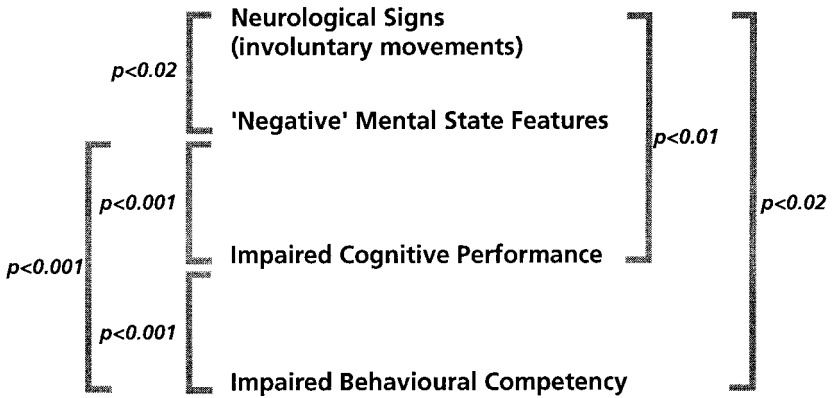 Neurological Signs
(involuntary movements)
p<0.02
'Negative' Mental State Features
p<0.01
p<0.001
p<0.02
Impaired Cognitive Performance
p<0.001
p<0.001
Impaired Behavioural Competency